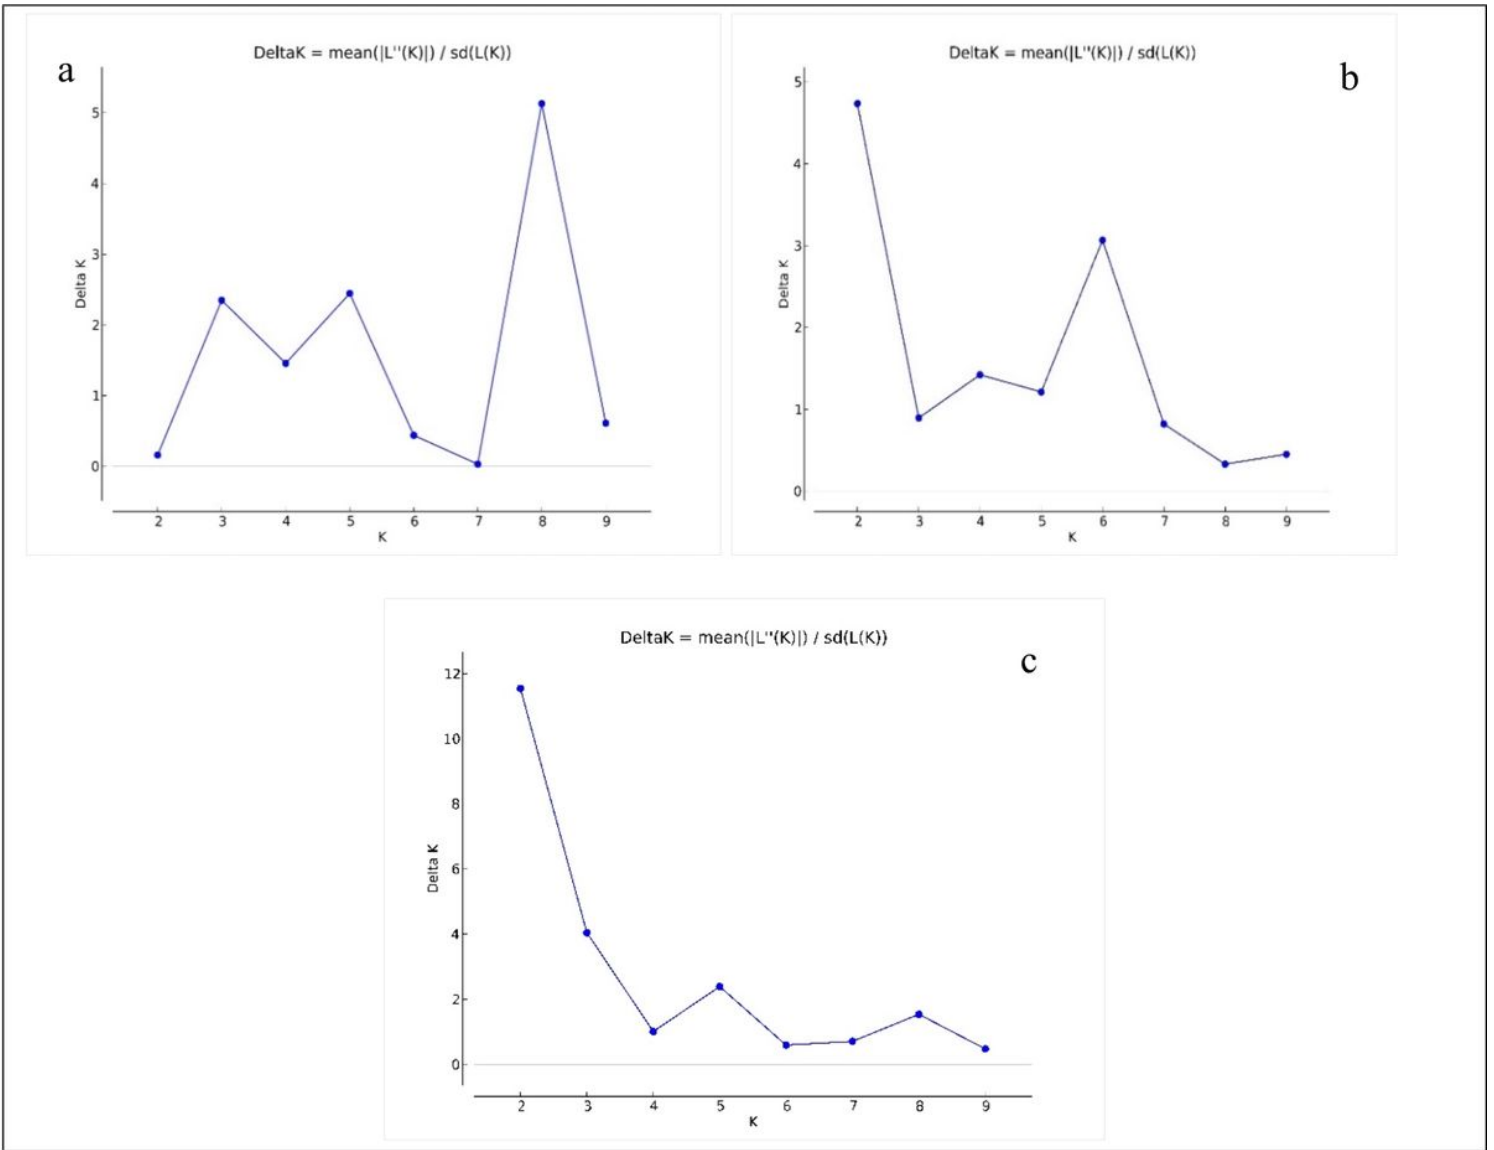 a
DeltaK = mean(|L''(K)|) / sd(L(K))
Delta K
5
4
3
2
1
0
2 3 4 5 6 7 8 9
K
b
DeltaK = mean(|L''(K)|) / sd(L(K))
Delta K
5
4
3
2
1
0
2 3 4 5 6 7 8 9
K
c
DeltaK = mean(|L''(K)|) / sd(L(K))
Delta K
12
10
8
6
4
2
0
2 3 4 5 6 7 8 9
K